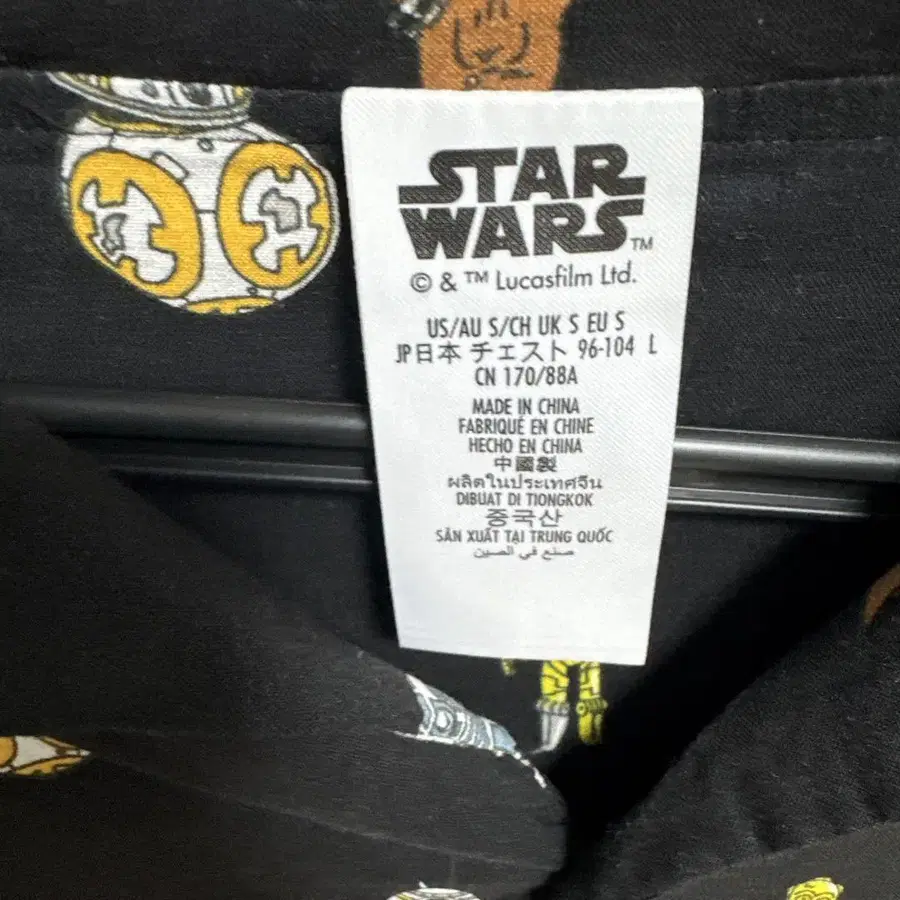 STAR
WARS™
© & ™ Lucasfilm Ltd.
US/AU S/CH UK S EU S
JP日本 チェスト 96-104 L
CN 170/88A
MADE IN CHINA
FABRIQUÉ EN CHINE
HECHO EN CHINA
中國製
ผลิตในประเทศจีน
DIBUAT DI TIONGKOK
중국산
SẢN XUẤT TẠI TRUNG QUỐC
صنع في الصين